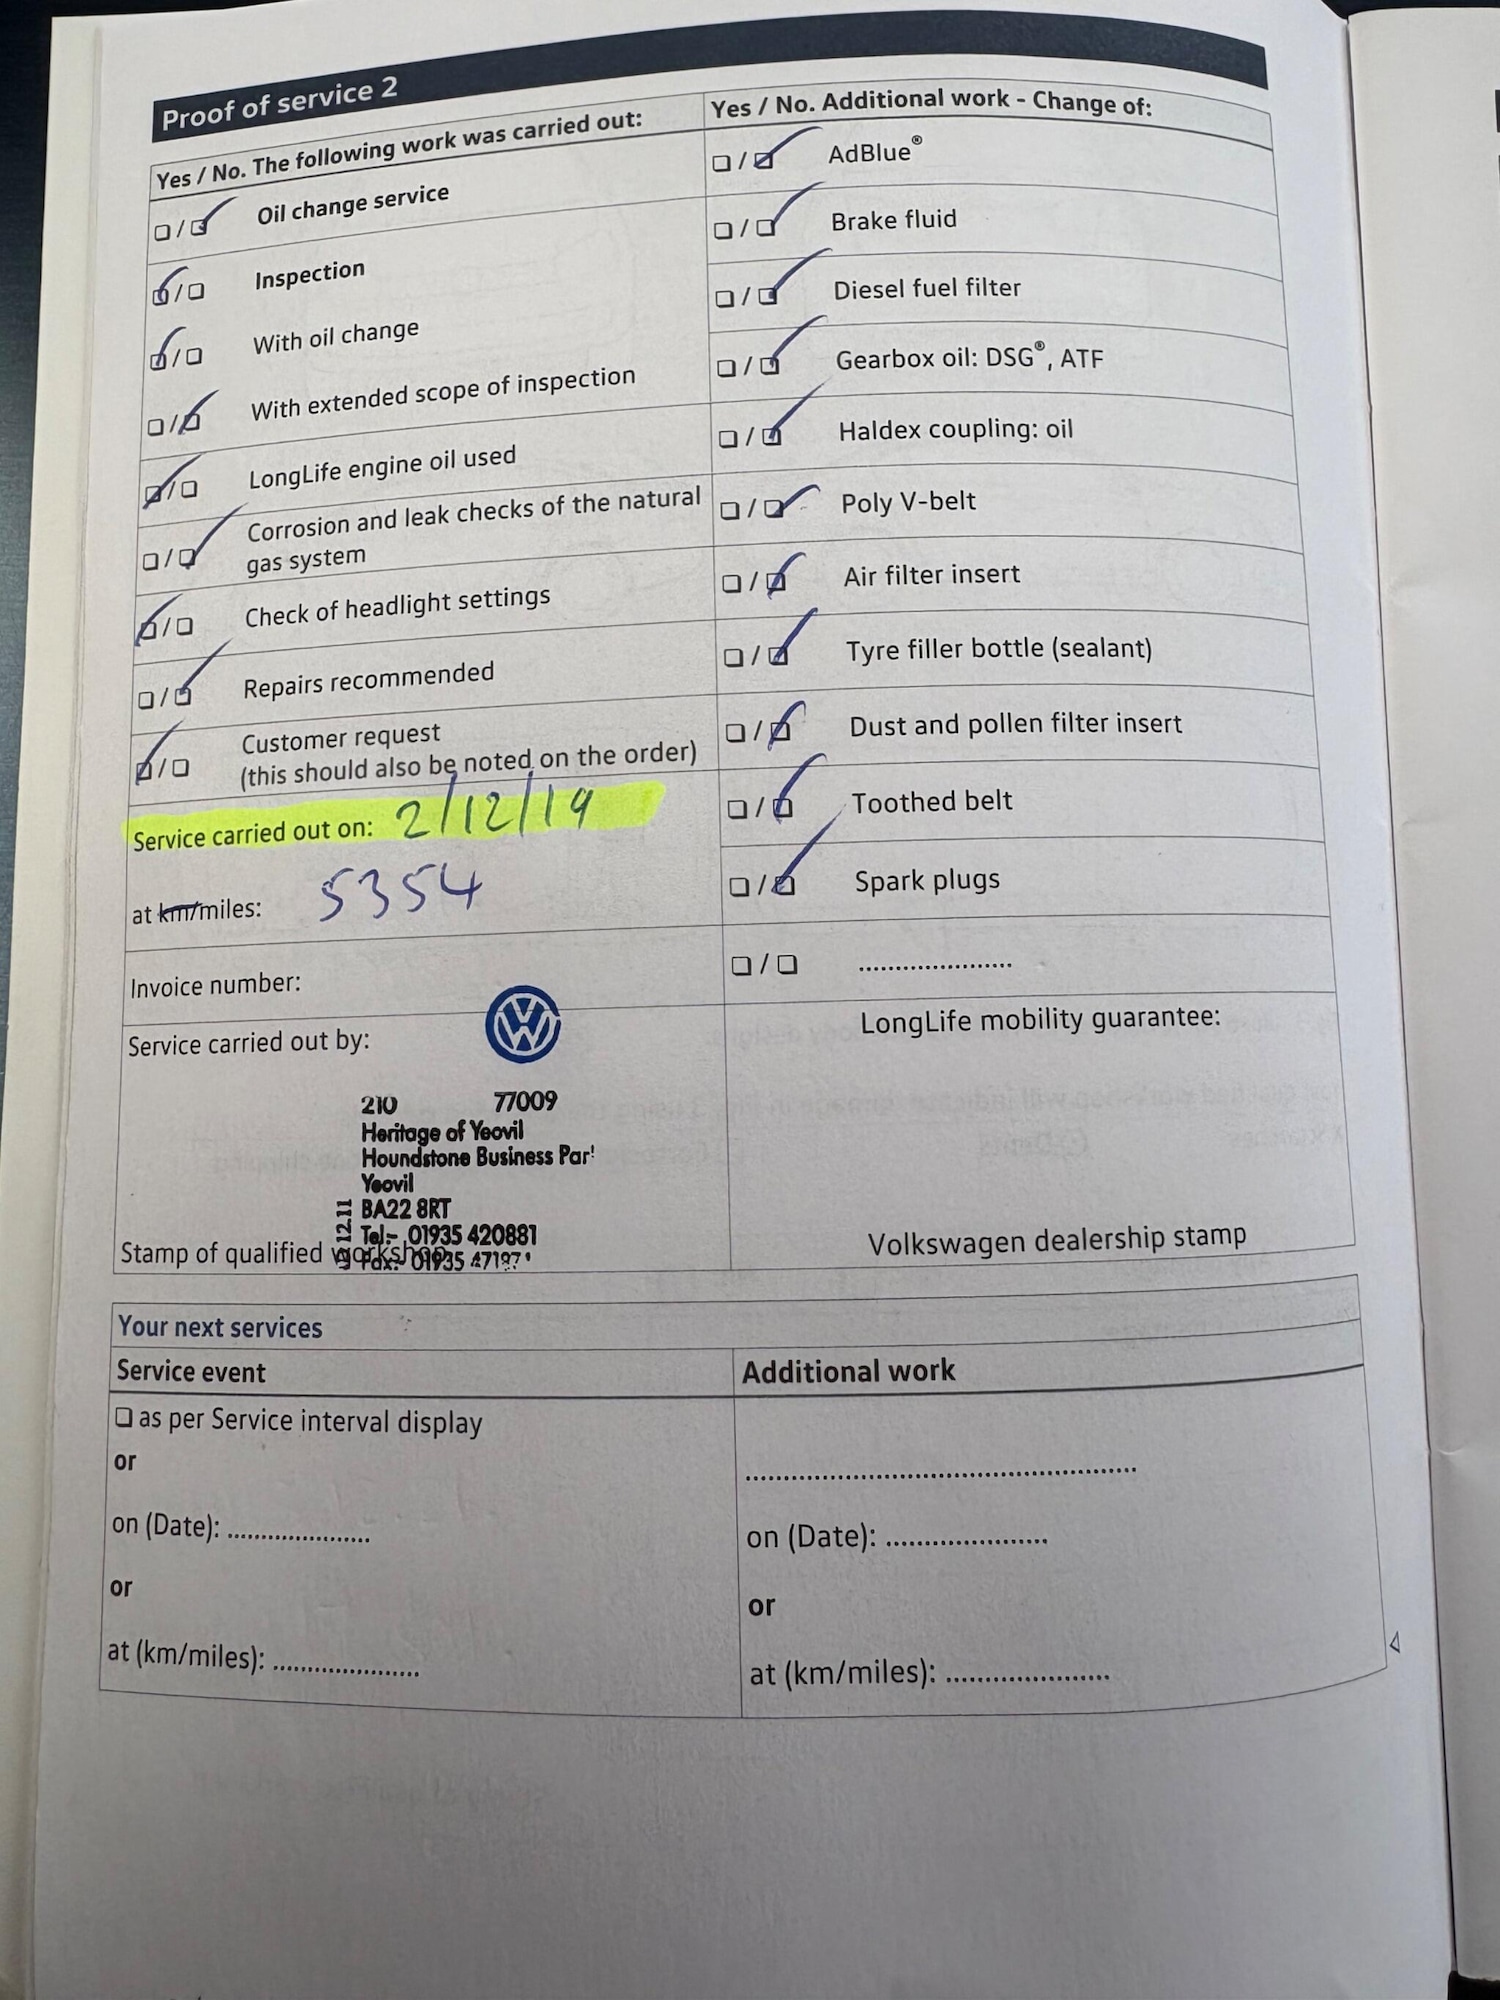 Proof of service 2
Yes / No. The following work was carried out:
Oil change service
Inspection
With oil change
With extended scope of inspection
LongLife engine oil used
Corrosion and leak checks of the natural
gas system
Check of headlight settings
Repairs recommended
Customer request
(this should also be noted on the order)
Service carried out on: 2/12/19
at km/miles: 5354
Invoice number:
Service carried out by:
210 77009
Heritage of Yeovil
Houndstone Business Par
Yeovil
BA22 8RT
Tel:- 01935 420881
Fax:- 01935
12.11
Stamp of qualified workshop
Yes / No. Additional work - Change of:
AdBlue®
Brake fluid
Diesel fuel filter
Gearbox oil: DSG®, ATF
Haldex coupling: oil
Poly V-belt
Air filter insert
Tyre filler bottle (sealant)
Dust and pollen filter insert
Toothed belt
Spark plugs
LongLife mobility guarantee:
Volkswagen dealership stamp
Your next services
Service event
as per Service interval display
or
on (Date): ....................
or
at (km/miles): ....................
Additional work
on (Date): ....................
or
at (km/miles): ....................